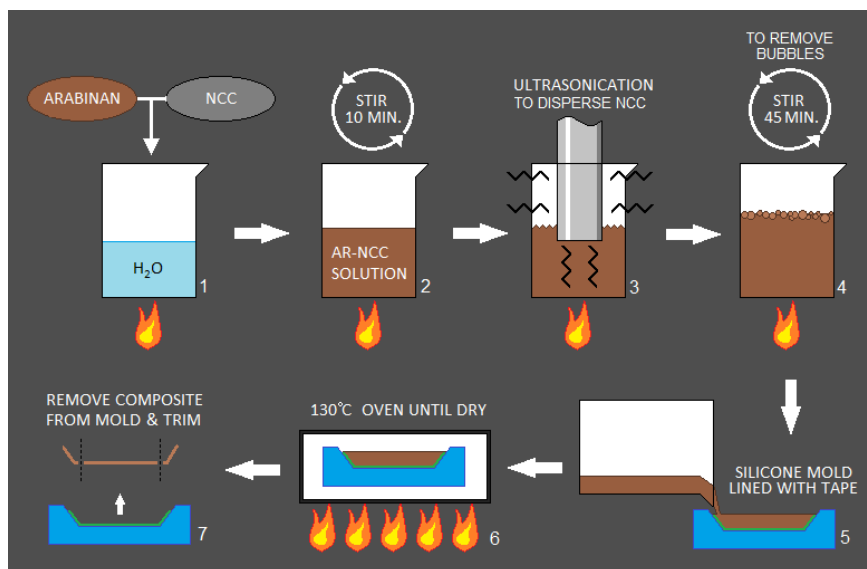 ARABINAN
NCC
H₂O
1
STIR
10 MIN.
AR-NCC
SOLUTION
2
ULTRASONICATION
TO DISPERSE NCC
3
TO REMOVE
BUBBLES
STIR
45 MIN.
4
SILICONE MOLD
LINED WITH TAPE
5
130°C OVEN UNTIL DRY
6
REMOVE COMPOSITE
FROM MOLD & TRIM
7